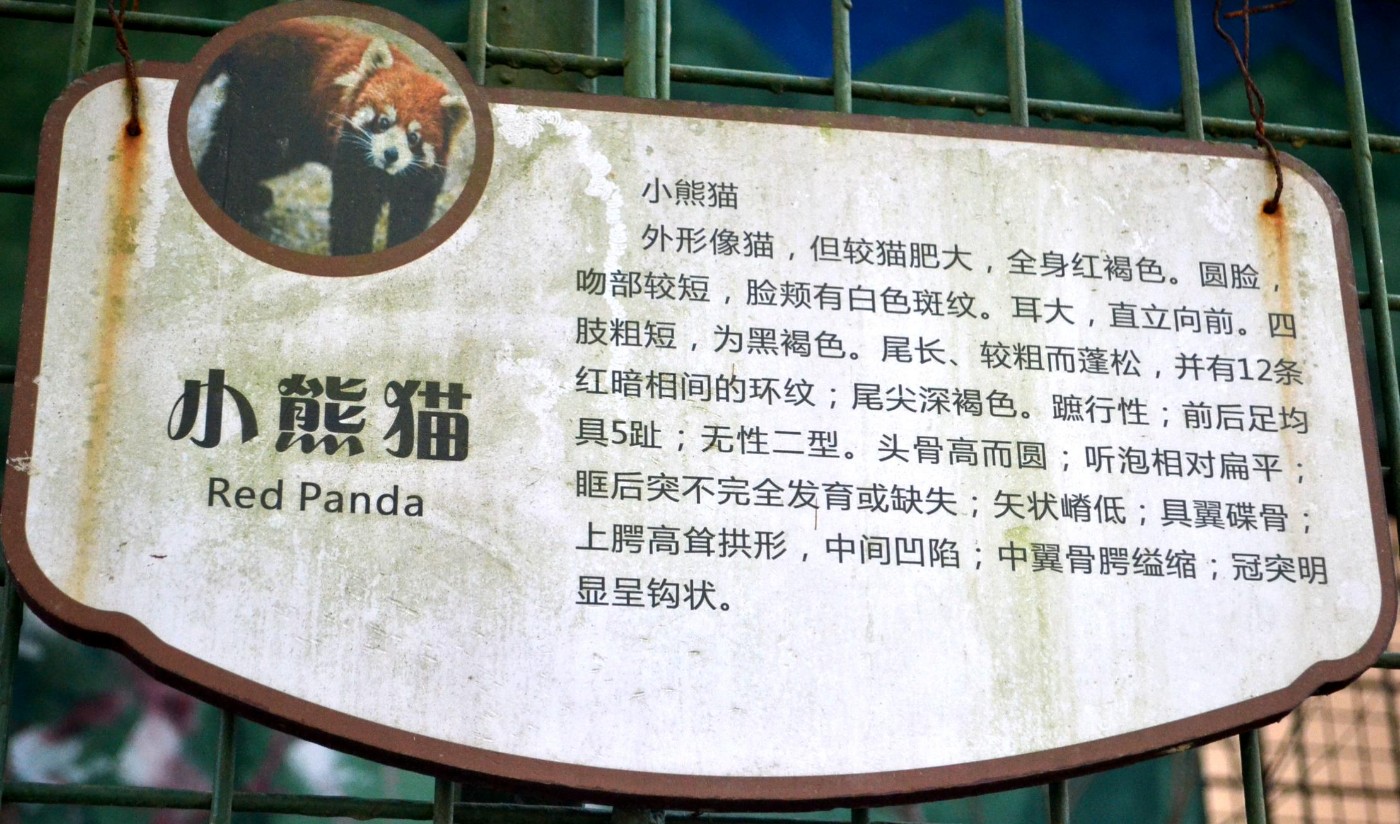 小熊猫
Red Panda
小熊猫
外形像猫，但较猫肥大，全身红褐色。圆脸，
吻部较短，脸颊有白色斑纹。耳大，直立向前。四
肢粗短，为黑褐色。尾长、较粗而蓬松，并有12条
红暗相间的环纹；尾尖深褐色。蹠行性；前后足均
具5趾；无性二型。头骨高而圆；听泡相对扁平；
眶后突不完全发育或缺失；矢状嵴低；具翼碟骨；
上腭高耸拱形，中间凹陷；中翼骨腭缢缩；冠突明
显呈钩状。